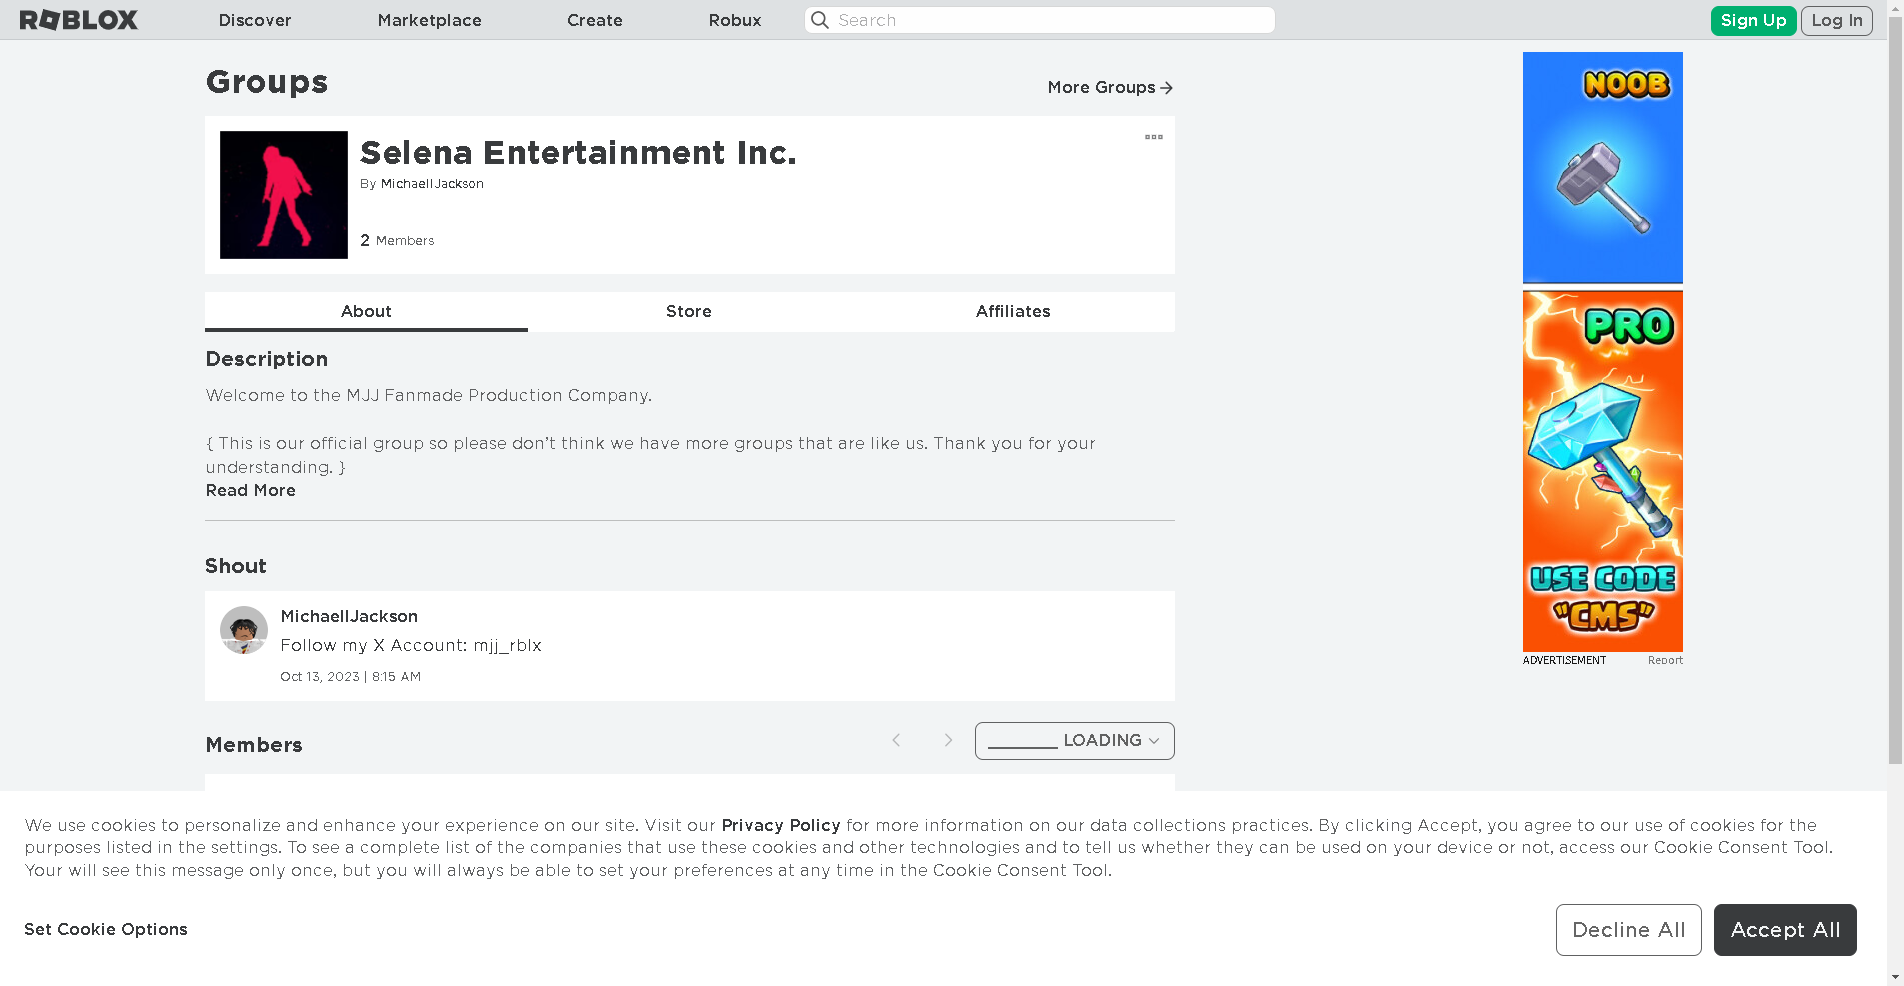 ROBLOX
Discover
Marketplace
Create
Robux
Search
Sign Up
Log In
Groups
More Groups
Selena Entertainment Inc.
By MichaellJackson
2 Members
About
Store
Affiliates
Description
Welcome to the MJJ Fanmade Production Company.
{ This is our official group so please don’t think we have more groups that are like us. Thank you for your
understanding. }
Read More
Shout
MichaellJackson
Follow my X Account: mjj_rblx
Oct 13, 2023 | 8:15 AM
Members
________ LOADING
NOOB
PRO
USE CODE
"CMS"
ADVERTISEMENT
Report
We use cookies to personalize and enhance your experience on our site. Visit our Privacy Policy for more information on our data collections practices. By clicking Accept, you agree to our use of cookies for the
purposes listed in the settings. To see a complete list of the companies that use these cookies and other technologies and to tell us whether they can be used on your device or not, access our Cookie Consent Tool.
Your will see this message only once, but you will always be able to set your preferences at any time in the Cookie Consent Tool.
Set Cookie Options
Decline All
Accept All